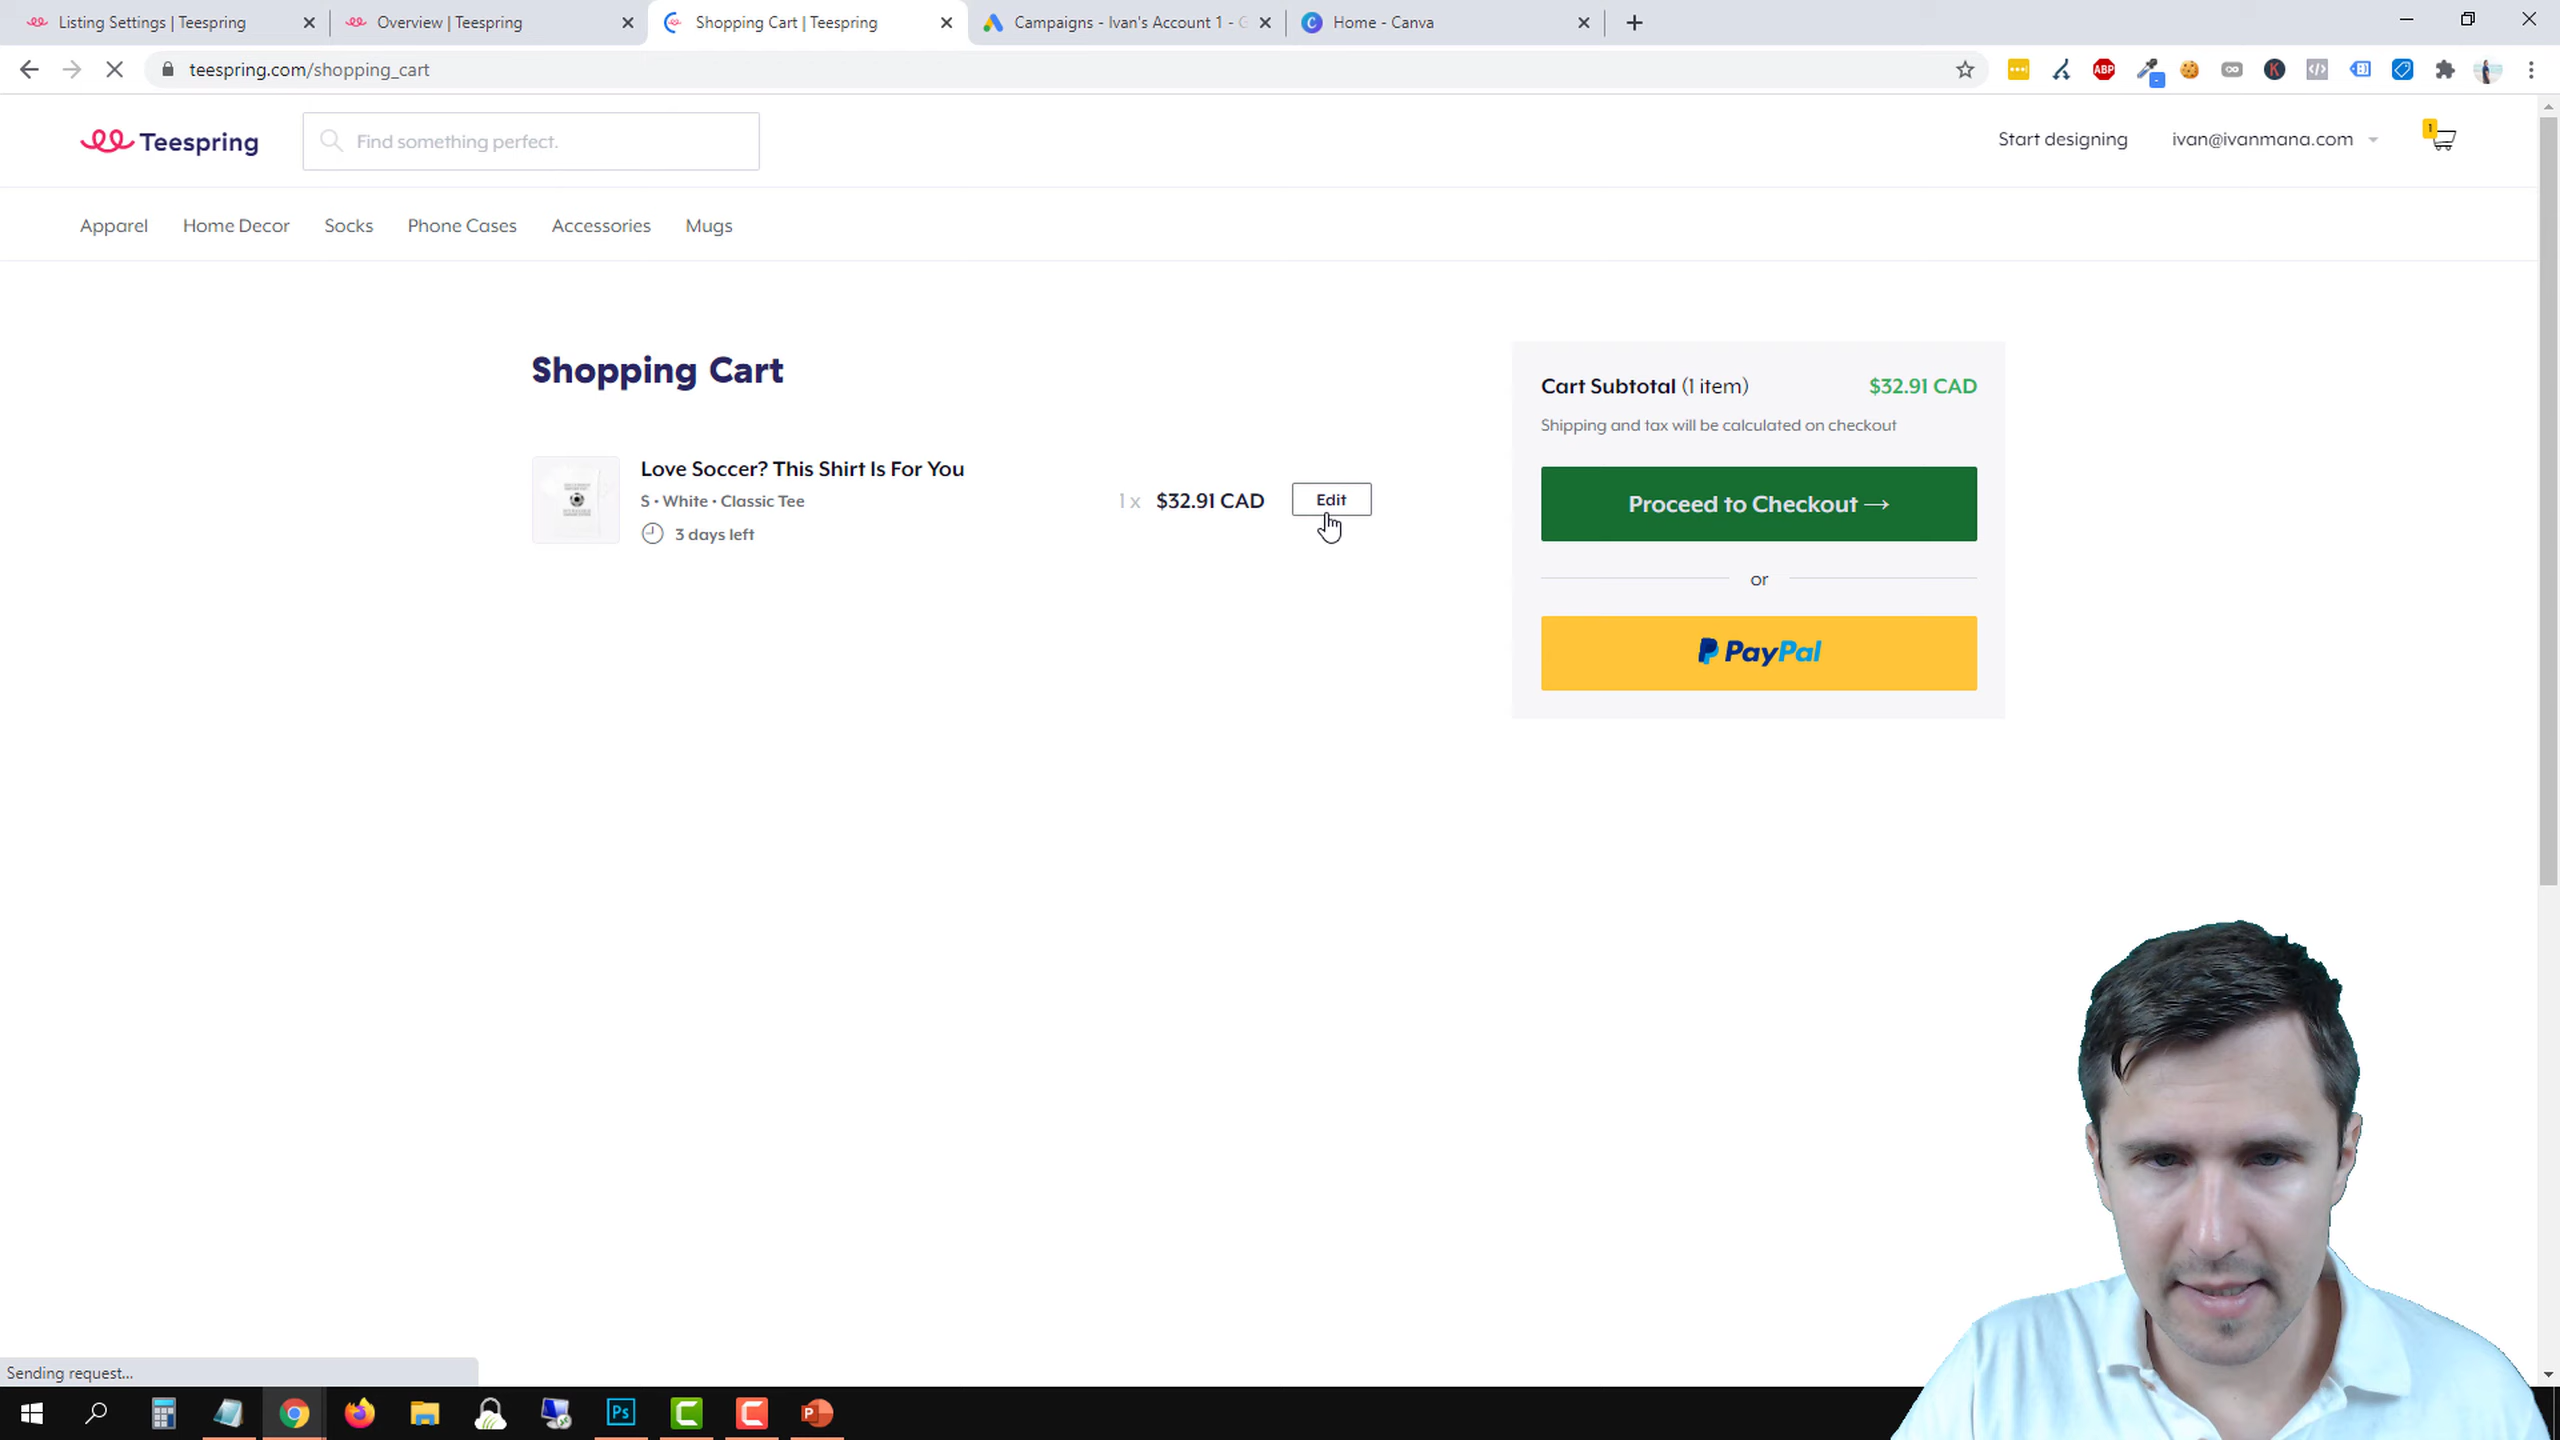 Listing Settings | Teespring
Overview | Teespring
Shopping Cart | Teespring
Campaigns - Ivan's Account 1 - G
Home - Canva
teespring.com/shopping_cart
ABP
Teespring
Find something perfect.
Start designing
ivan@ivanmana.com
1
Apparel
Home Decor
Socks
Phone Cases
Accessories
Mugs
Shopping Cart
Love Soccer? This Shirt Is For You
S • White • Classic Tee
3 days left
1 x $32.91 CAD
Edit
Cart Subtotal (1 item) $32.91 CAD
Shipping and tax will be calculated on checkout
Proceed to Checkout →
or
PayPal
Sending request...
Ps